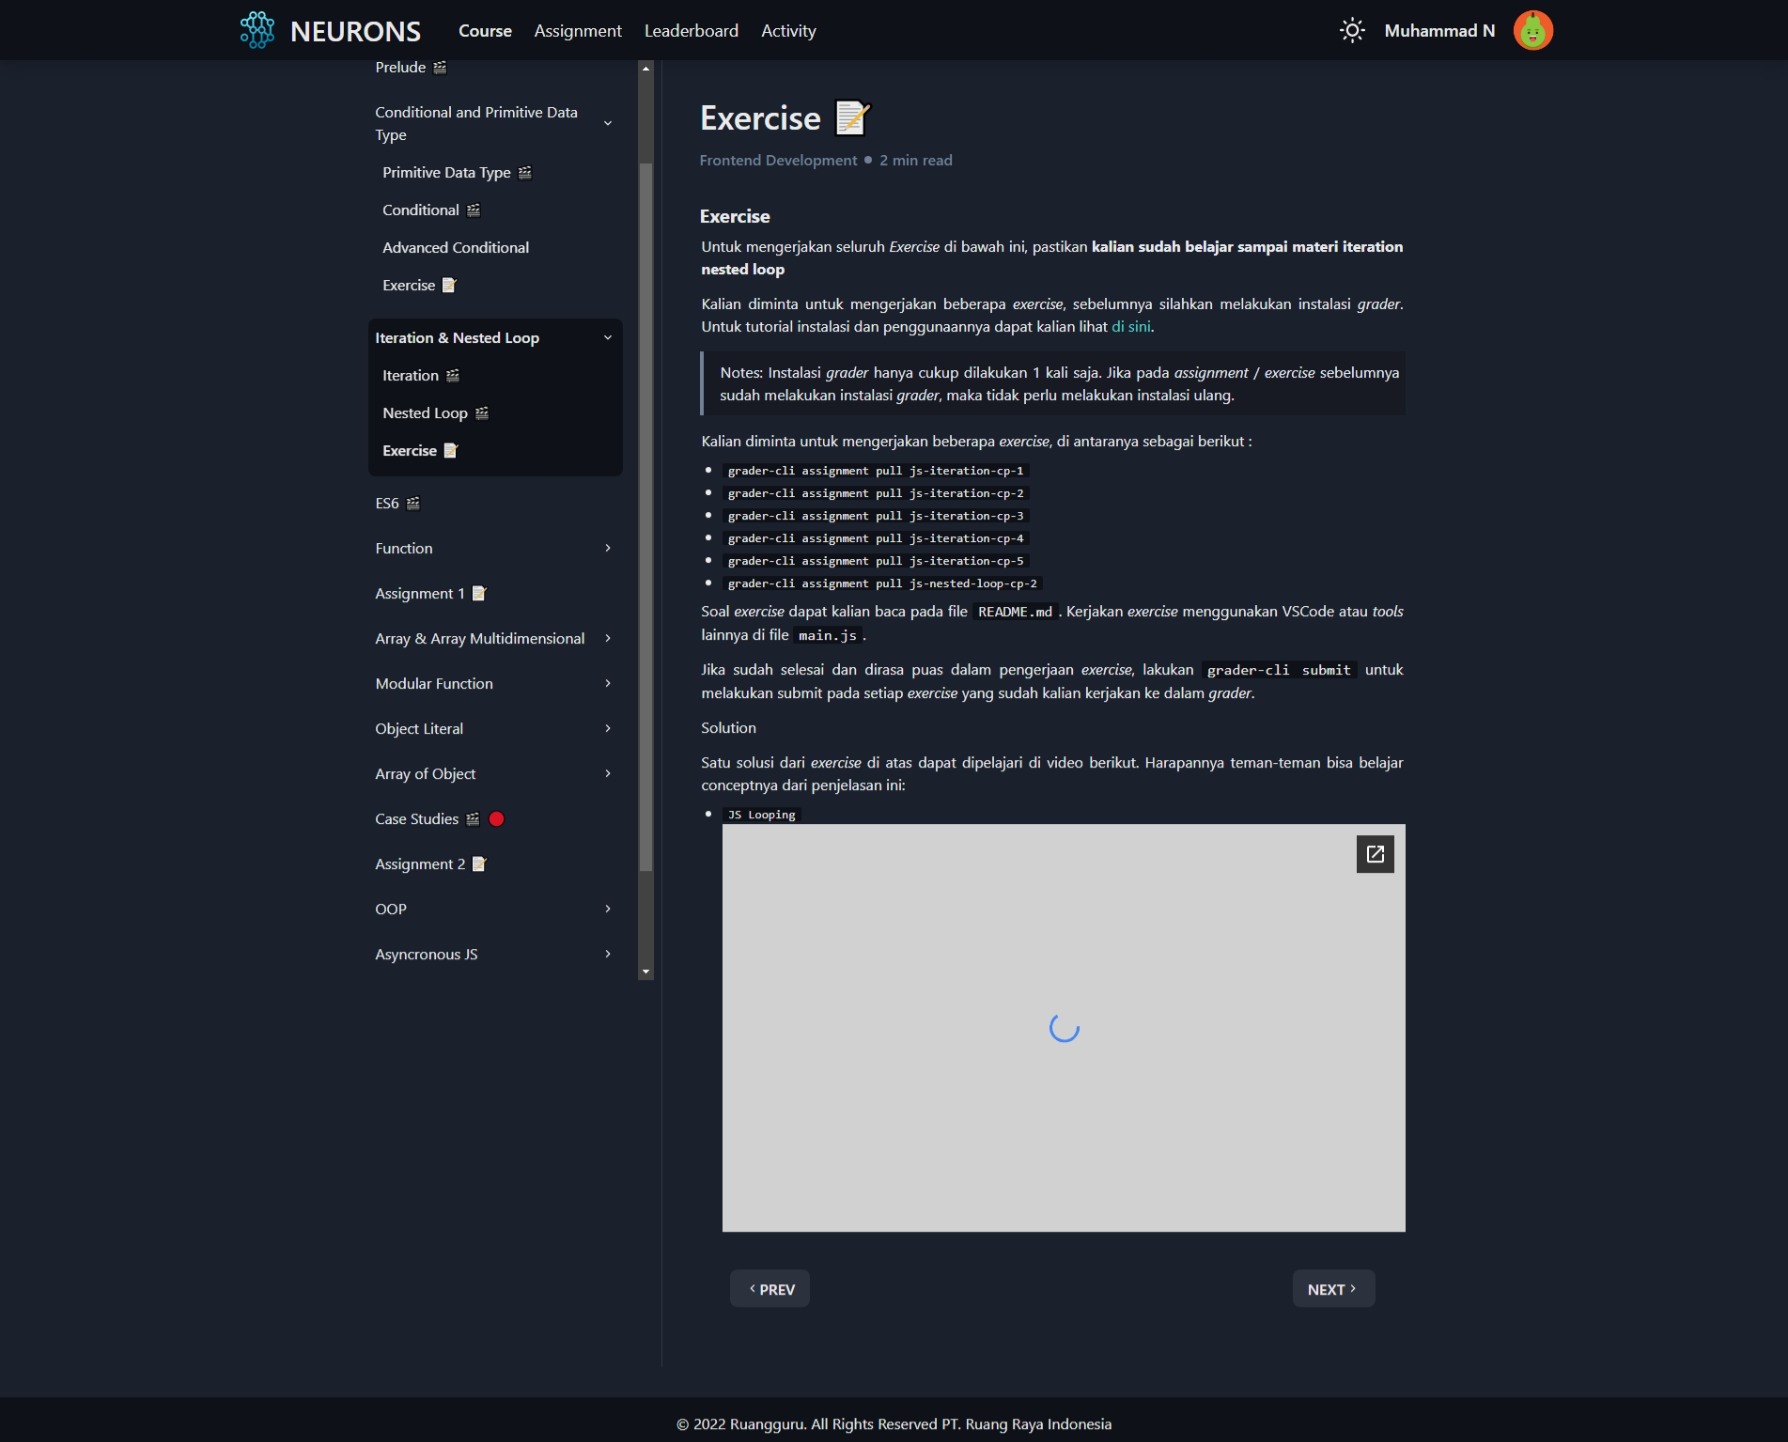 NEURONS
Course
Assignment
Leaderboard
Activity
Muhammad N
Prelude
Conditional and Primitive Data
Type
Primitive Data Type
Conditional
Advanced Conditional
Exercise
Iteration & Nested Loop
Iteration
Nested Loop
Exercise
ES6
Function
Assignment 1
Array & Array Multidimensional
Modular Function
Object Literal
Array of Object
Case Studies
Assignment 2
OOP
Asyncronous JS
Exercise
Frontend Development • 2 min read
Exercise
Untuk mengerjakan seluruh Exercise di bawah ini, pastikan kalian sudah belajar sampai materi iteration
nested loop
Kalian diminta untuk mengerjakan beberapa exercise, sebelumnya silahkan melakukan instalasi grader.
Untuk tutorial instalasi dan penggunaannya dapat kalian lihat di sini.
Notes: Instalasi grader hanya cukup dilakukan 1 kali saja. Jika pada assignment / exercise sebelumnya
sudah melakukan instalasi grader, maka tidak perlu melakukan instalasi ulang.
Kalian diminta untuk mengerjakan beberapa exercise, di antaranya sebagai berikut :
• grader-cli assignment pull js-iteration-cp-1
• grader-cli assignment pull js-iteration-cp-2
• grader-cli assignment pull js-iteration-cp-3
• grader-cli assignment pull js-iteration-cp-4
• grader-cli assignment pull js-iteration-cp-5
• grader-cli assignment pull js-nested-loop-cp-2
Soal exercise dapat kalian baca pada file README.md . Kerjakan exercise menggunakan VSCode atau tools
lainnya di file main.js .
Jika sudah selesai dan dirasa puas dalam pengerjaan exercise, lakukan grader-cli submit untuk
melakukan submit pada setiap exercise yang sudah kalian kerjakan ke dalam grader.
Solution
Satu solusi dari exercise di atas dapat dipelajari di video berikut. Harapannya teman-teman bisa belajar
conceptnya dari penjelasan ini:
• JS Looping
PREV
NEXT
© 2022 Ruangguru. All Rights Reserved PT. Ruang Raya Indonesia